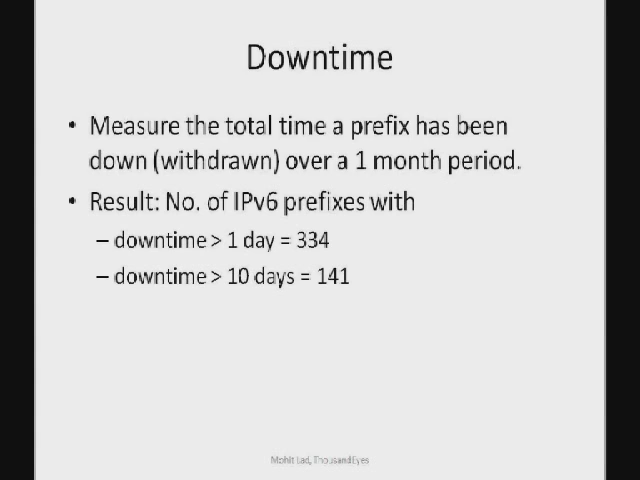 Downtime
• Measure the total time a prefix has been
down (withdrawn) over a 1 month period.
• Result: No. of IPv6 prefixes with
– downtime > 1 day = 334
– downtime > 10 days = 141
Mohit Lad, ThousandEyes